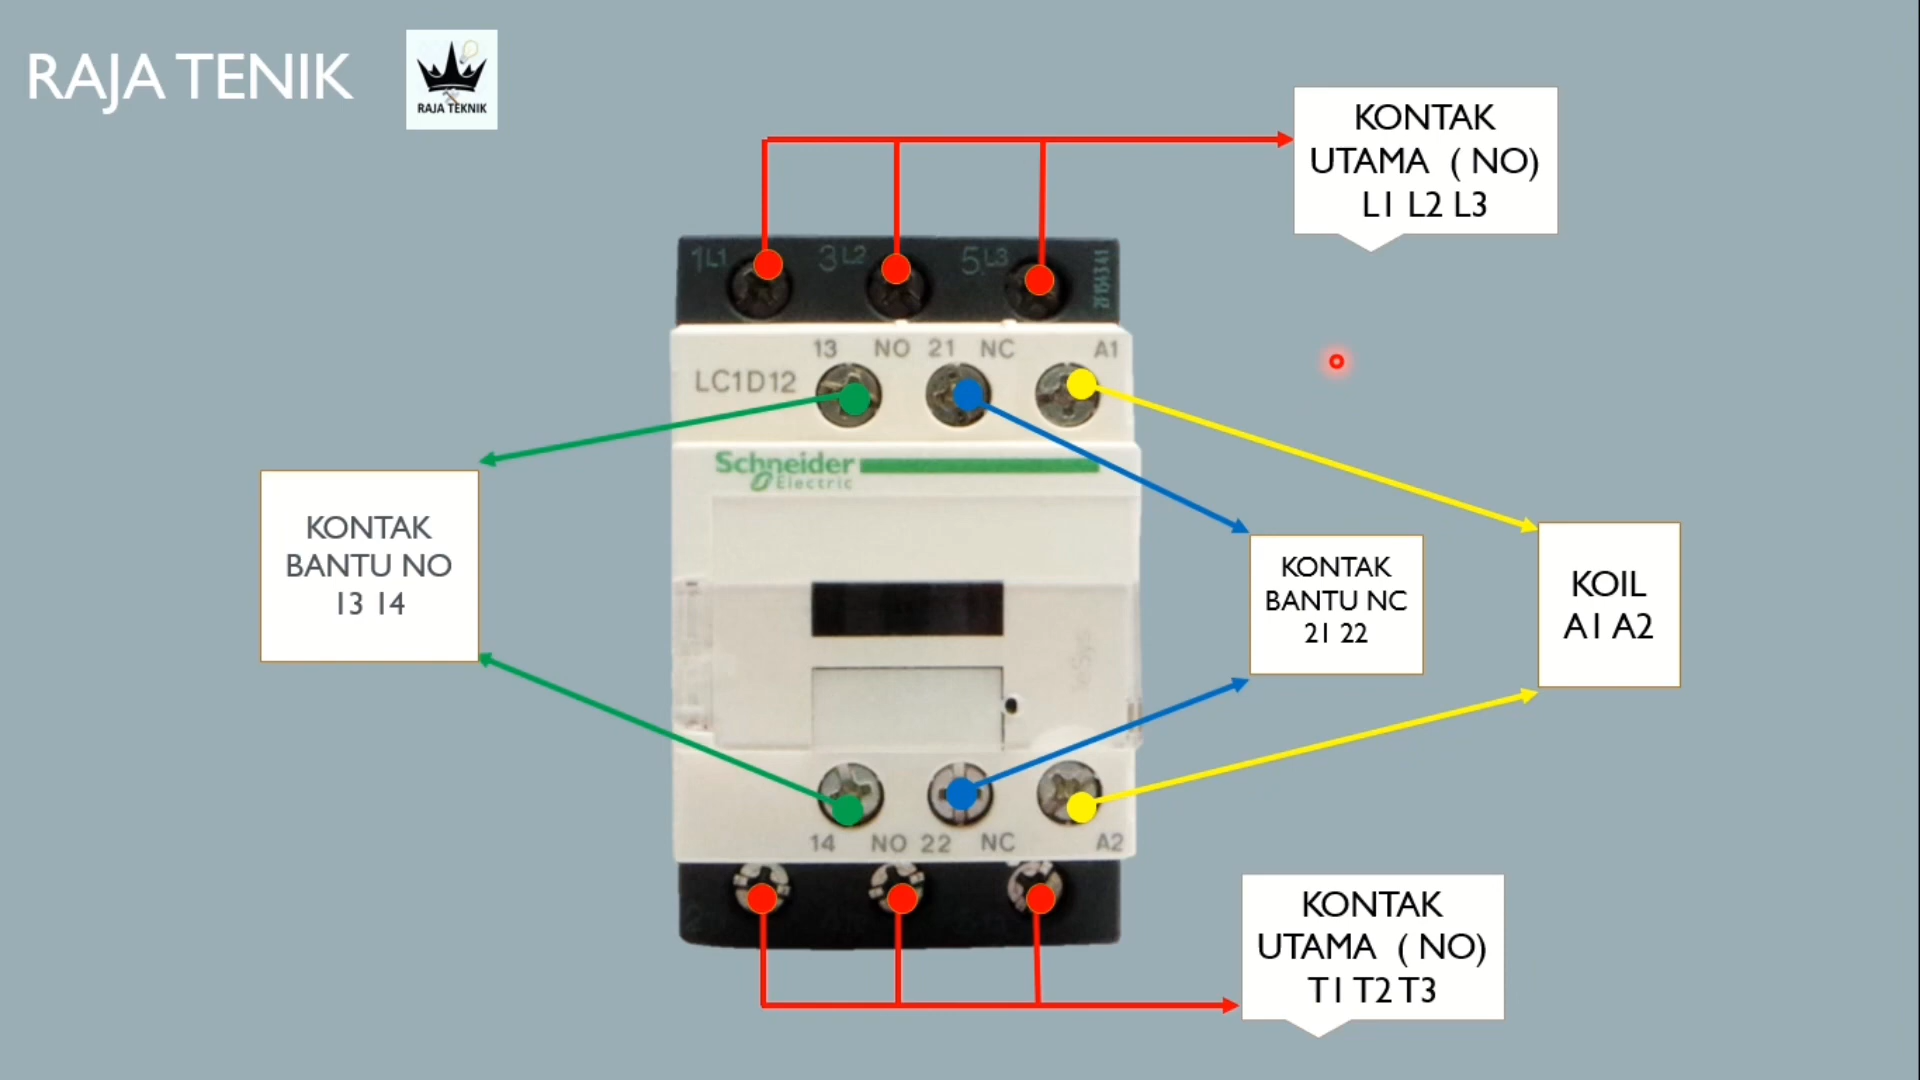 RAJA TENIK
RAJA TEKNIK
KONTAK
UTAMA ( NO)
L1 L2 L3
1L1 3L2 5L3
13 NO 21 NC A1
LC1D12
Schneider
Electric
KONTAK
BANTU NO
13 14
KONTAK
BANTU NC
21 22
KOIL
A1 A2
TeSys
14 NO 22 NC A2
2
KONTAK
UTAMA ( NO)
T1 T2 T3